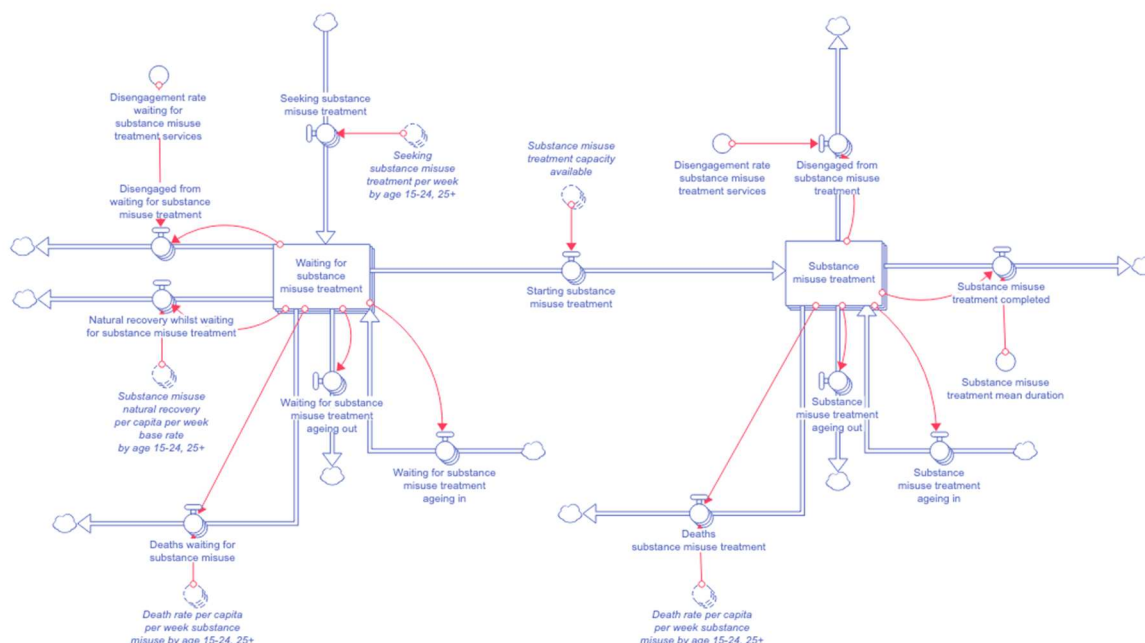 Seeking substance
misuse treatment
Disengagement rate
waiting for
substance misuse
treatment services
Seeking
substance misuse
treatment per week
by age 15-24, 25+
Substance misuse
treatment capacity
available
Disengagement rate
substance misuse
treatment services
Disengaged from
substance misuse
treatment
Disengaged from
waiting for substance
misuse treatment
Waiting for
substance
misuse treatment
Starting substance
misuse treatment
Substance
misuse treatment
Substance misuse
treatment completed
Natural recovery whilst waiting
for substance misuse treatment
Substance misuse
natural recovery
per capita per week
base rate
by age 15-24, 25+
Waiting for substance
misuse treatment
ageing out
Waiting for substance
misuse treatment
ageing in
Substance
misuse treatment
ageing out
Substance
misuse treatment
ageing in
Substance misuse
treatment mean duration
Deaths waiting for
substance misuse
Death rate per capita
per week substance
misuse by age 15-24, 25+
Deaths
substance misuse treatment
Death rate per capita
per week substance
misuse by age 15-24, 25+